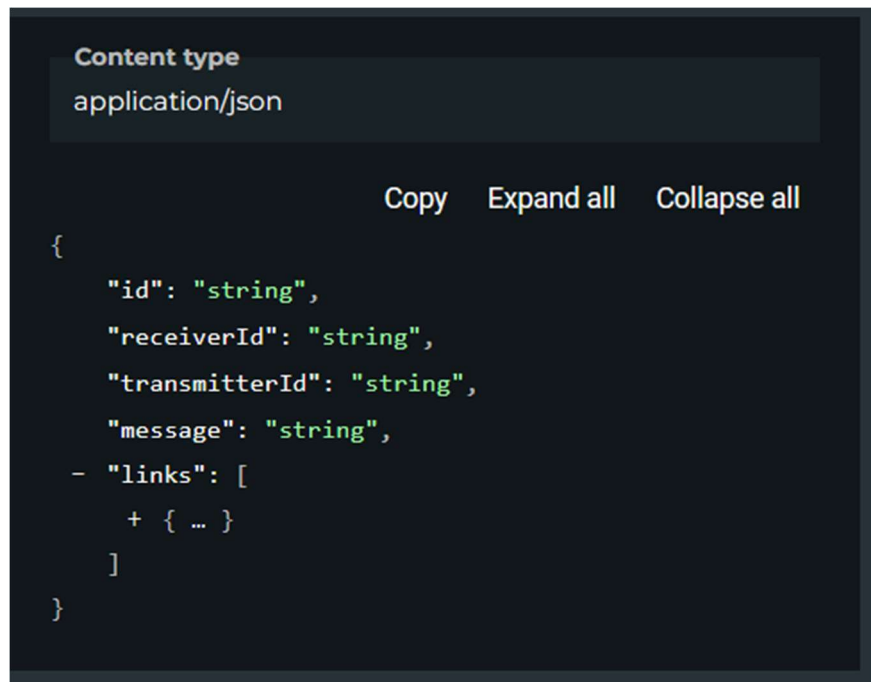 Content type
application/json
Copy Expand all Collapse all
{
"id": "string",
"receiverId": "string",
"transmitterId": "string",
"message": "string",
- "links": [
+ { … }
]
}